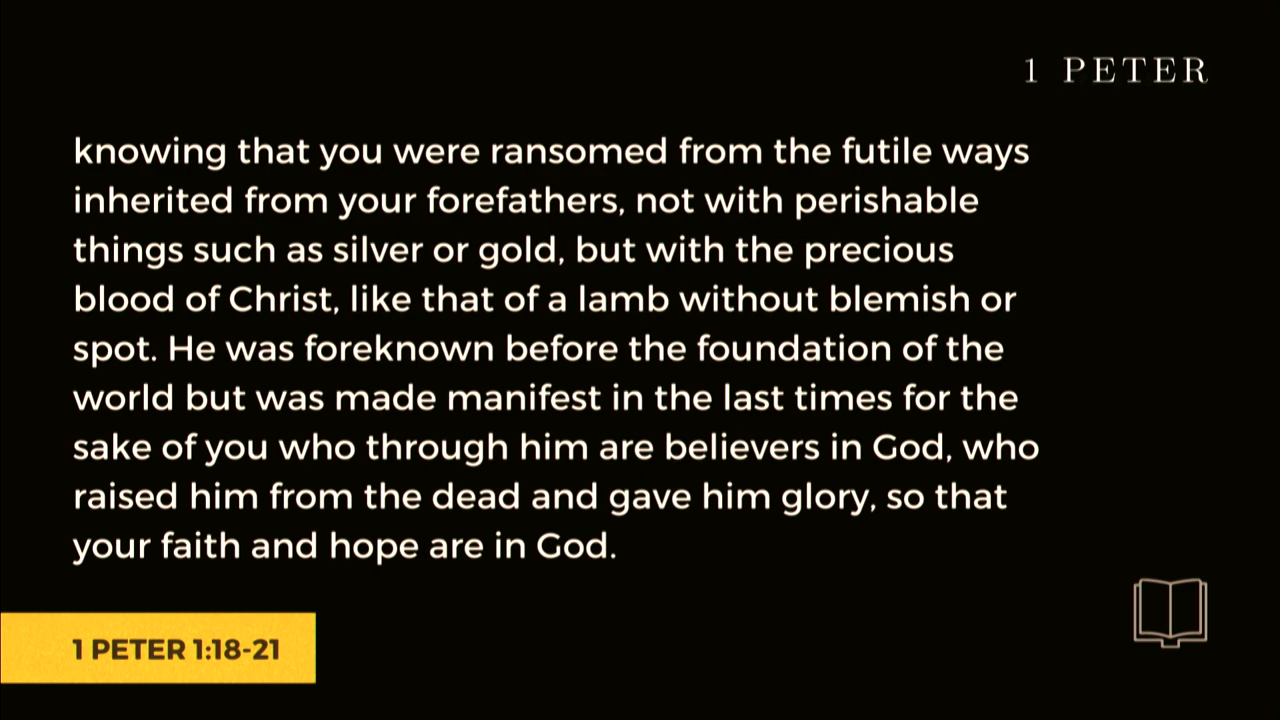 1 PETER
knowing that you were ransomed from the futile ways
inherited from your forefathers, not with perishable
things such as silver or gold, but with the precious
blood of Christ, like that of a lamb without blemish or
spot. He was foreknown before the foundation of the
world but was made manifest in the last times for the
sake of you who through him are believers in God, who
raised him from the dead and gave him glory, so that
your faith and hope are in God.
1 PETER 1:18-21